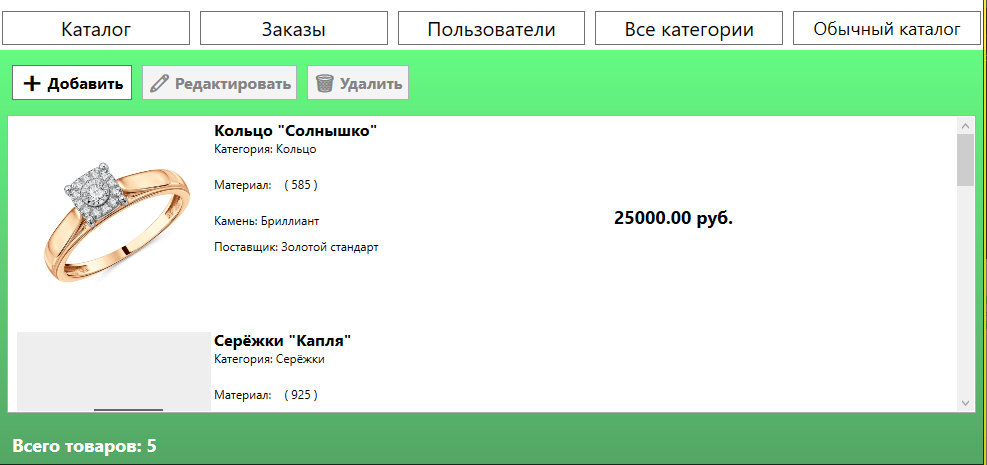 Каталог
Заказы
Пользователи
Все категории
Обычный каталог
Добавить
Редактировать
Удалить
Кольцо "Солнышко"
Категория: Кольцо
Материал: ( 585 )
Камень: Бриллиант
25000.00 руб.
Поставщик: Золотой стандарт
Серёжки "Капля"
Категория: Серёжки
Материал: ( 925 )
Всего товаров: 5